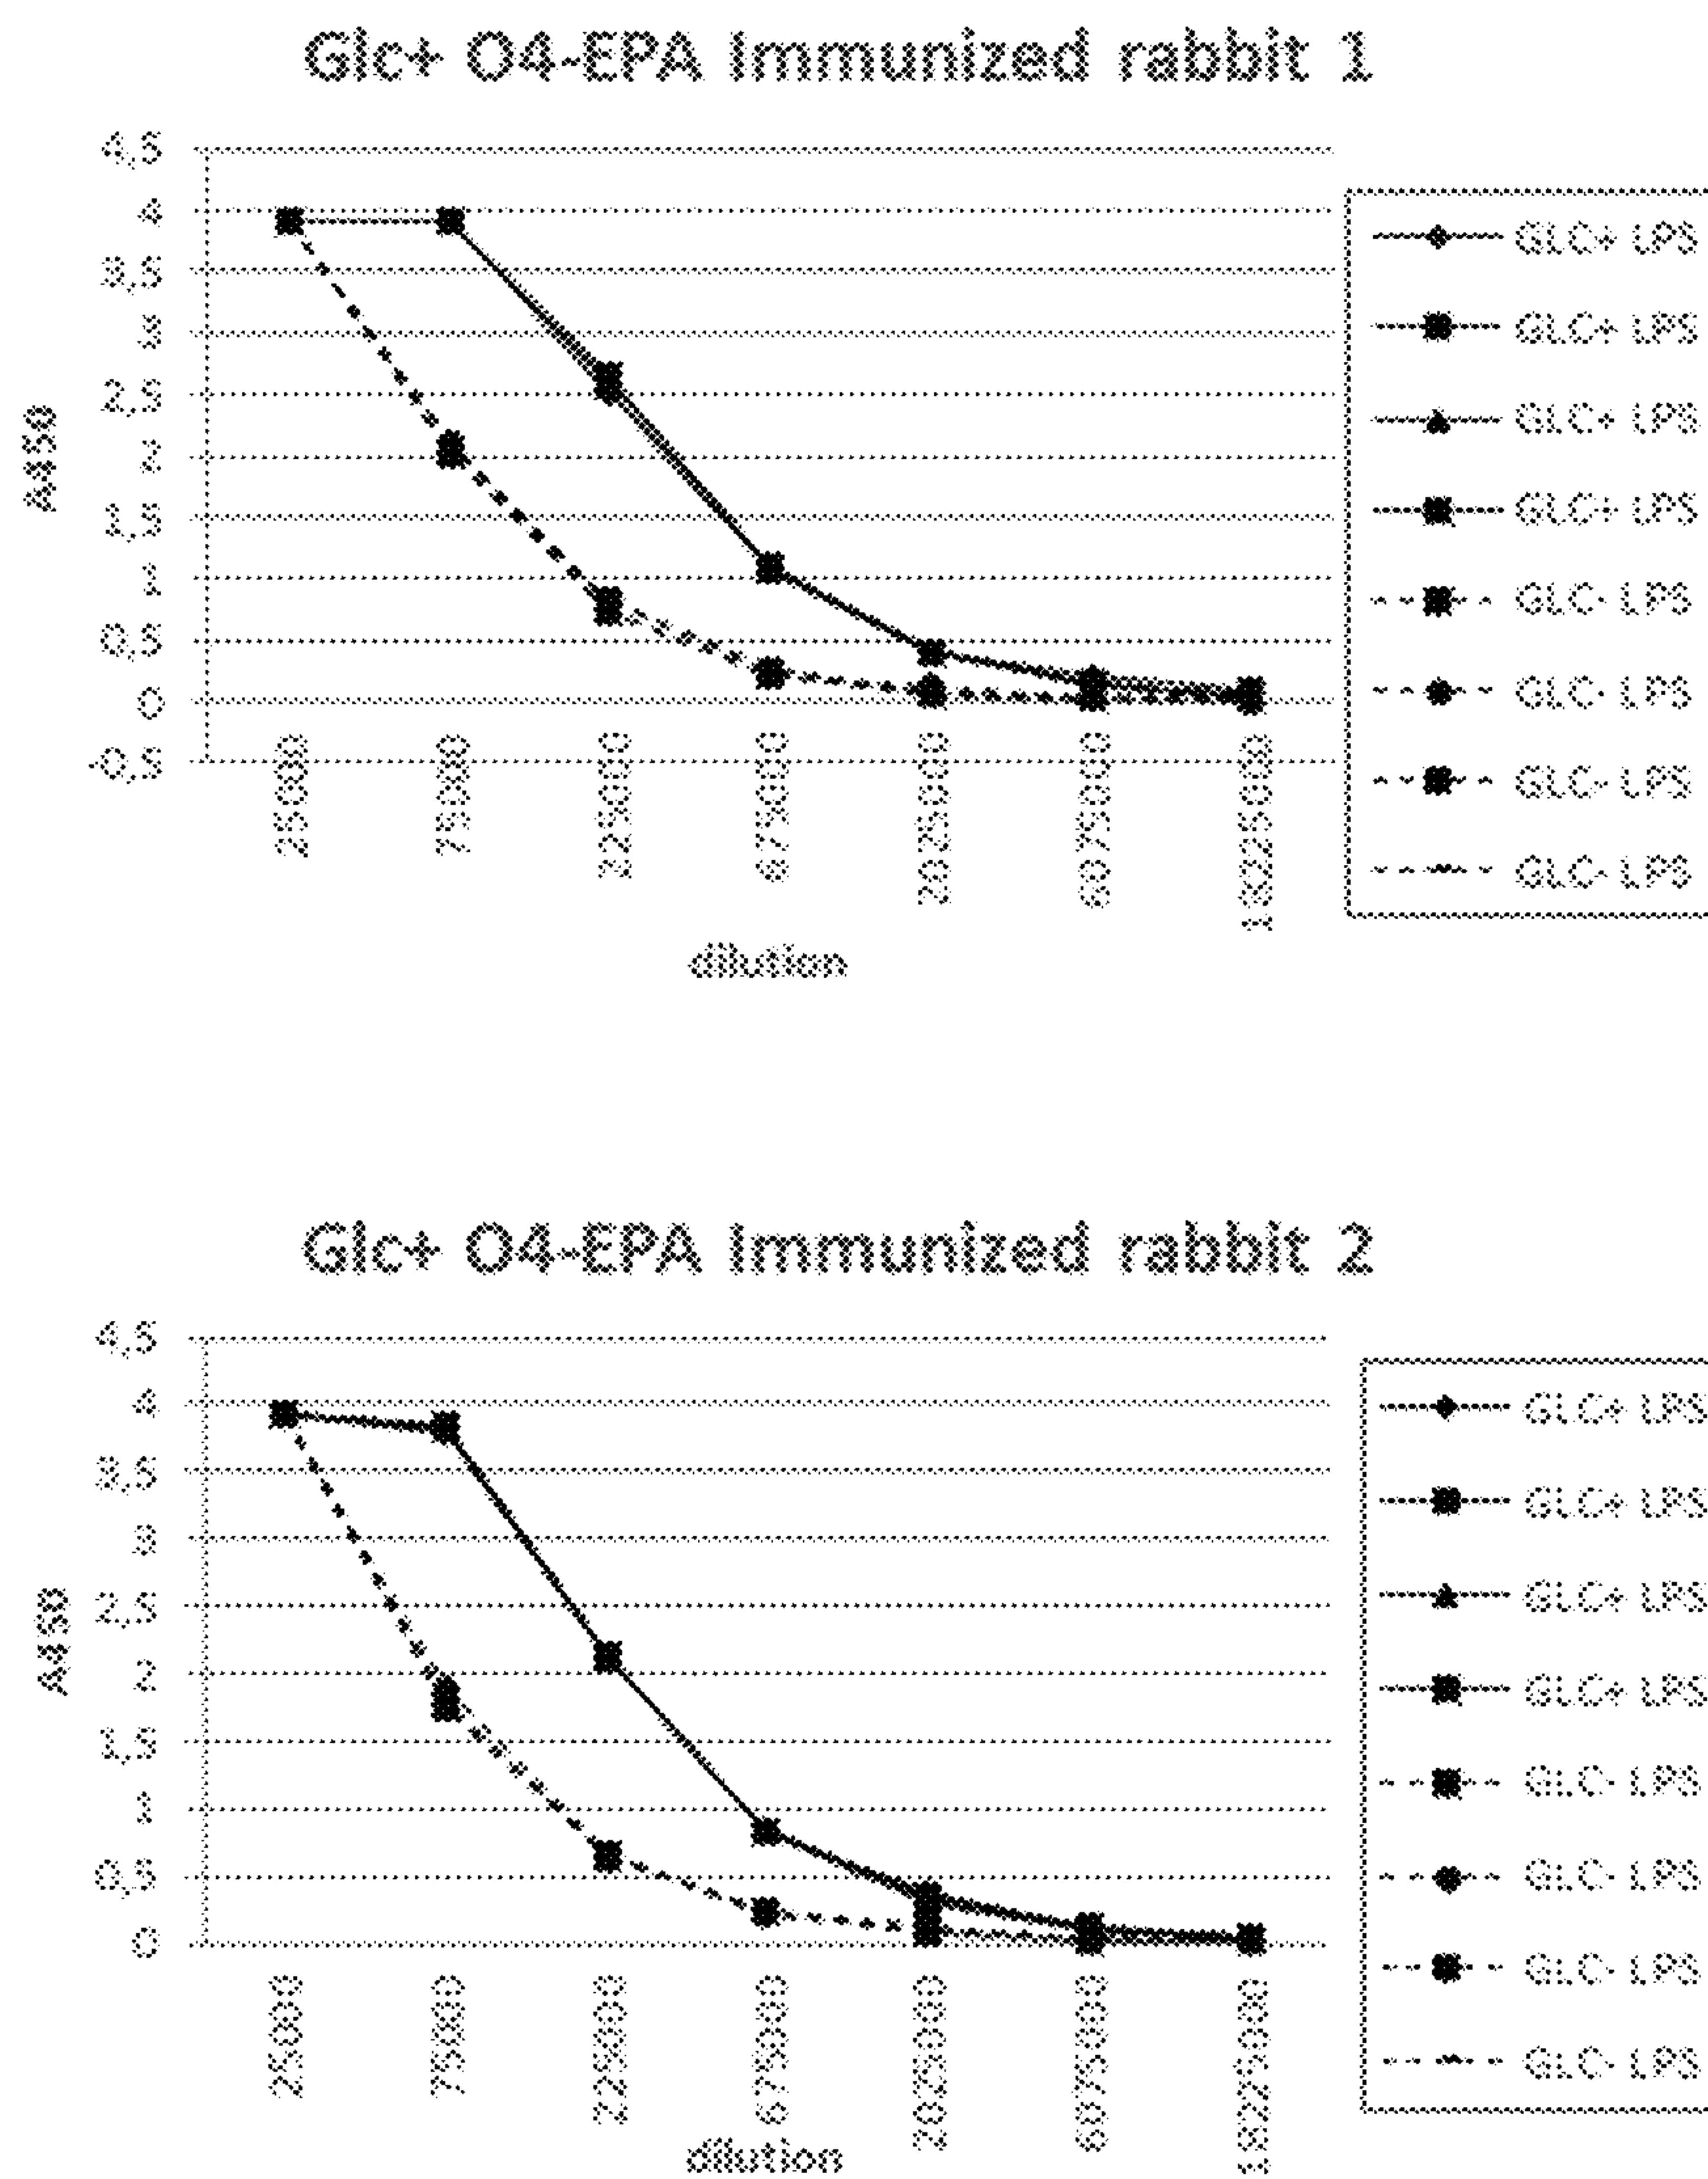 Glc+ O4-EPA Immunized rabbit 1
4,5
4
3,5
3
2,5
2
1,5
1
0,5
0
-0,5
A450
25000
75000
225000
675000
2025000
6075000
18225000
dilution
GLC+ LPS
GLC+ LPS
GLC+ LPS
GLC+ LPS
GLC- LPS
GLC- LPS
GLC- LPS
GLC- LPS
Glc+ O4-EPA Immunized rabbit 2
4,5
4
3,5
3
2,5
2
1,5
1
0,5
0
A450
25000
75000
225000
675000
2025000
6075000
18225000
dilution
GLC+ LPS
GLC+ LPS
GLC+ LPS
GLC+ LPS
GLC- LPS
GLC- LPS
GLC- LPS
GLC- LPS